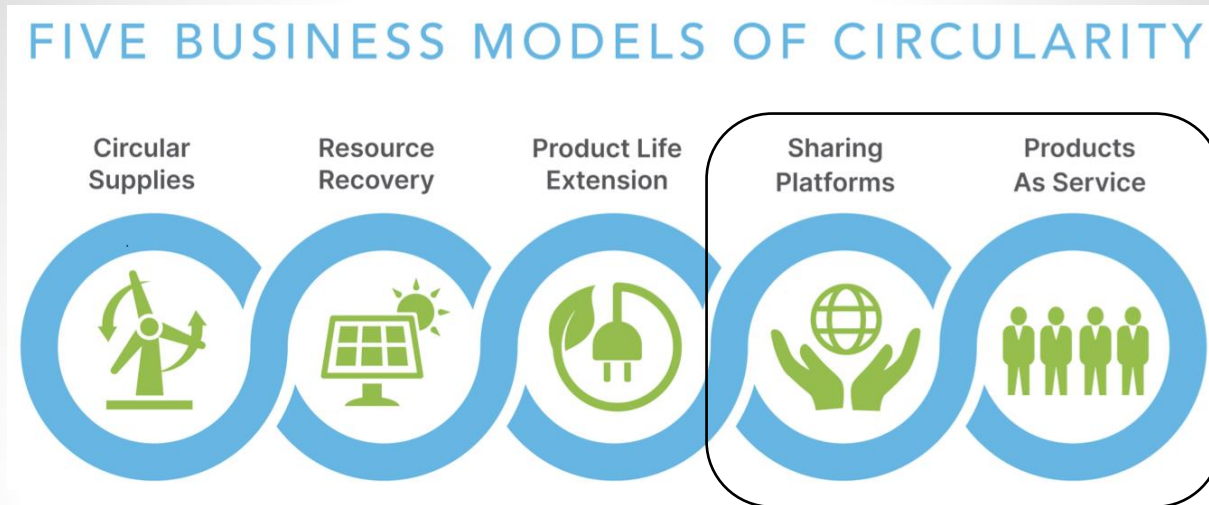 FIVE BUSINESS MODELS OF CIRCULARITY
Circular
Supplies
Resource
Recovery
Product Life
Extension
Sharing
Platforms
Products
As Service